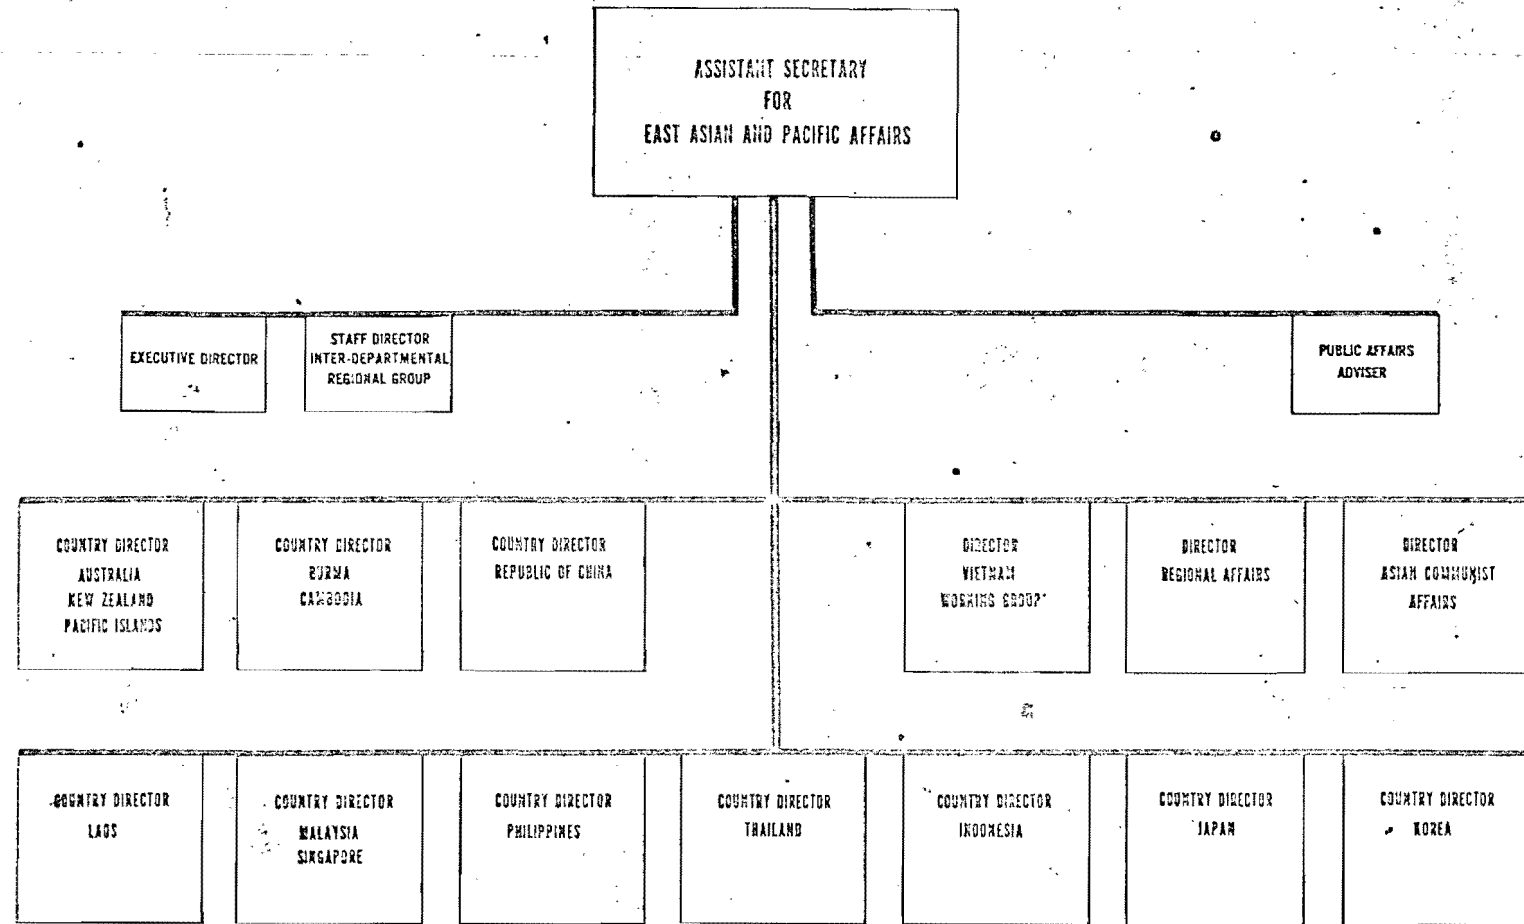 ASSISTANT SECRETARY
FOR
EAST ASIAN AND PACIFIC AFFAIRS
EXECUTIVE DIRECTOR
STAFF DIRECTOR
INTER-DEPARTMENTAL
REGIONAL GROUP
PUBLIC AFFAIRS
ADVISER
COUNTRY DIRECTOR
AUSTRALIA
NEW ZEALAND
PACIFIC ISLANDS
COUNTRY DIRECTOR
BURMA
CAMBODIA
COUNTRY DIRECTOR
REPUBLIC OF CHINA
DIRECTOR
VIETNAM
WORKING GROUP*
DIRECTOR
REGIONAL AFFAIRS
DIRECTOR
ASIAN COMMUNIST
AFFAIRS
COUNTRY DIRECTOR
LAOS
COUNTRY DIRECTOR
MALAYSIA
SINGAPORE
COUNTRY DIRECTOR
PHILIPPINES
COUNTRY DIRECTOR
THAILAND
COUNTRY DIRECTOR
INDONESIA
COUNTRY DIRECTOR
JAPAN
COUNTRY DIRECTOR
KOREA